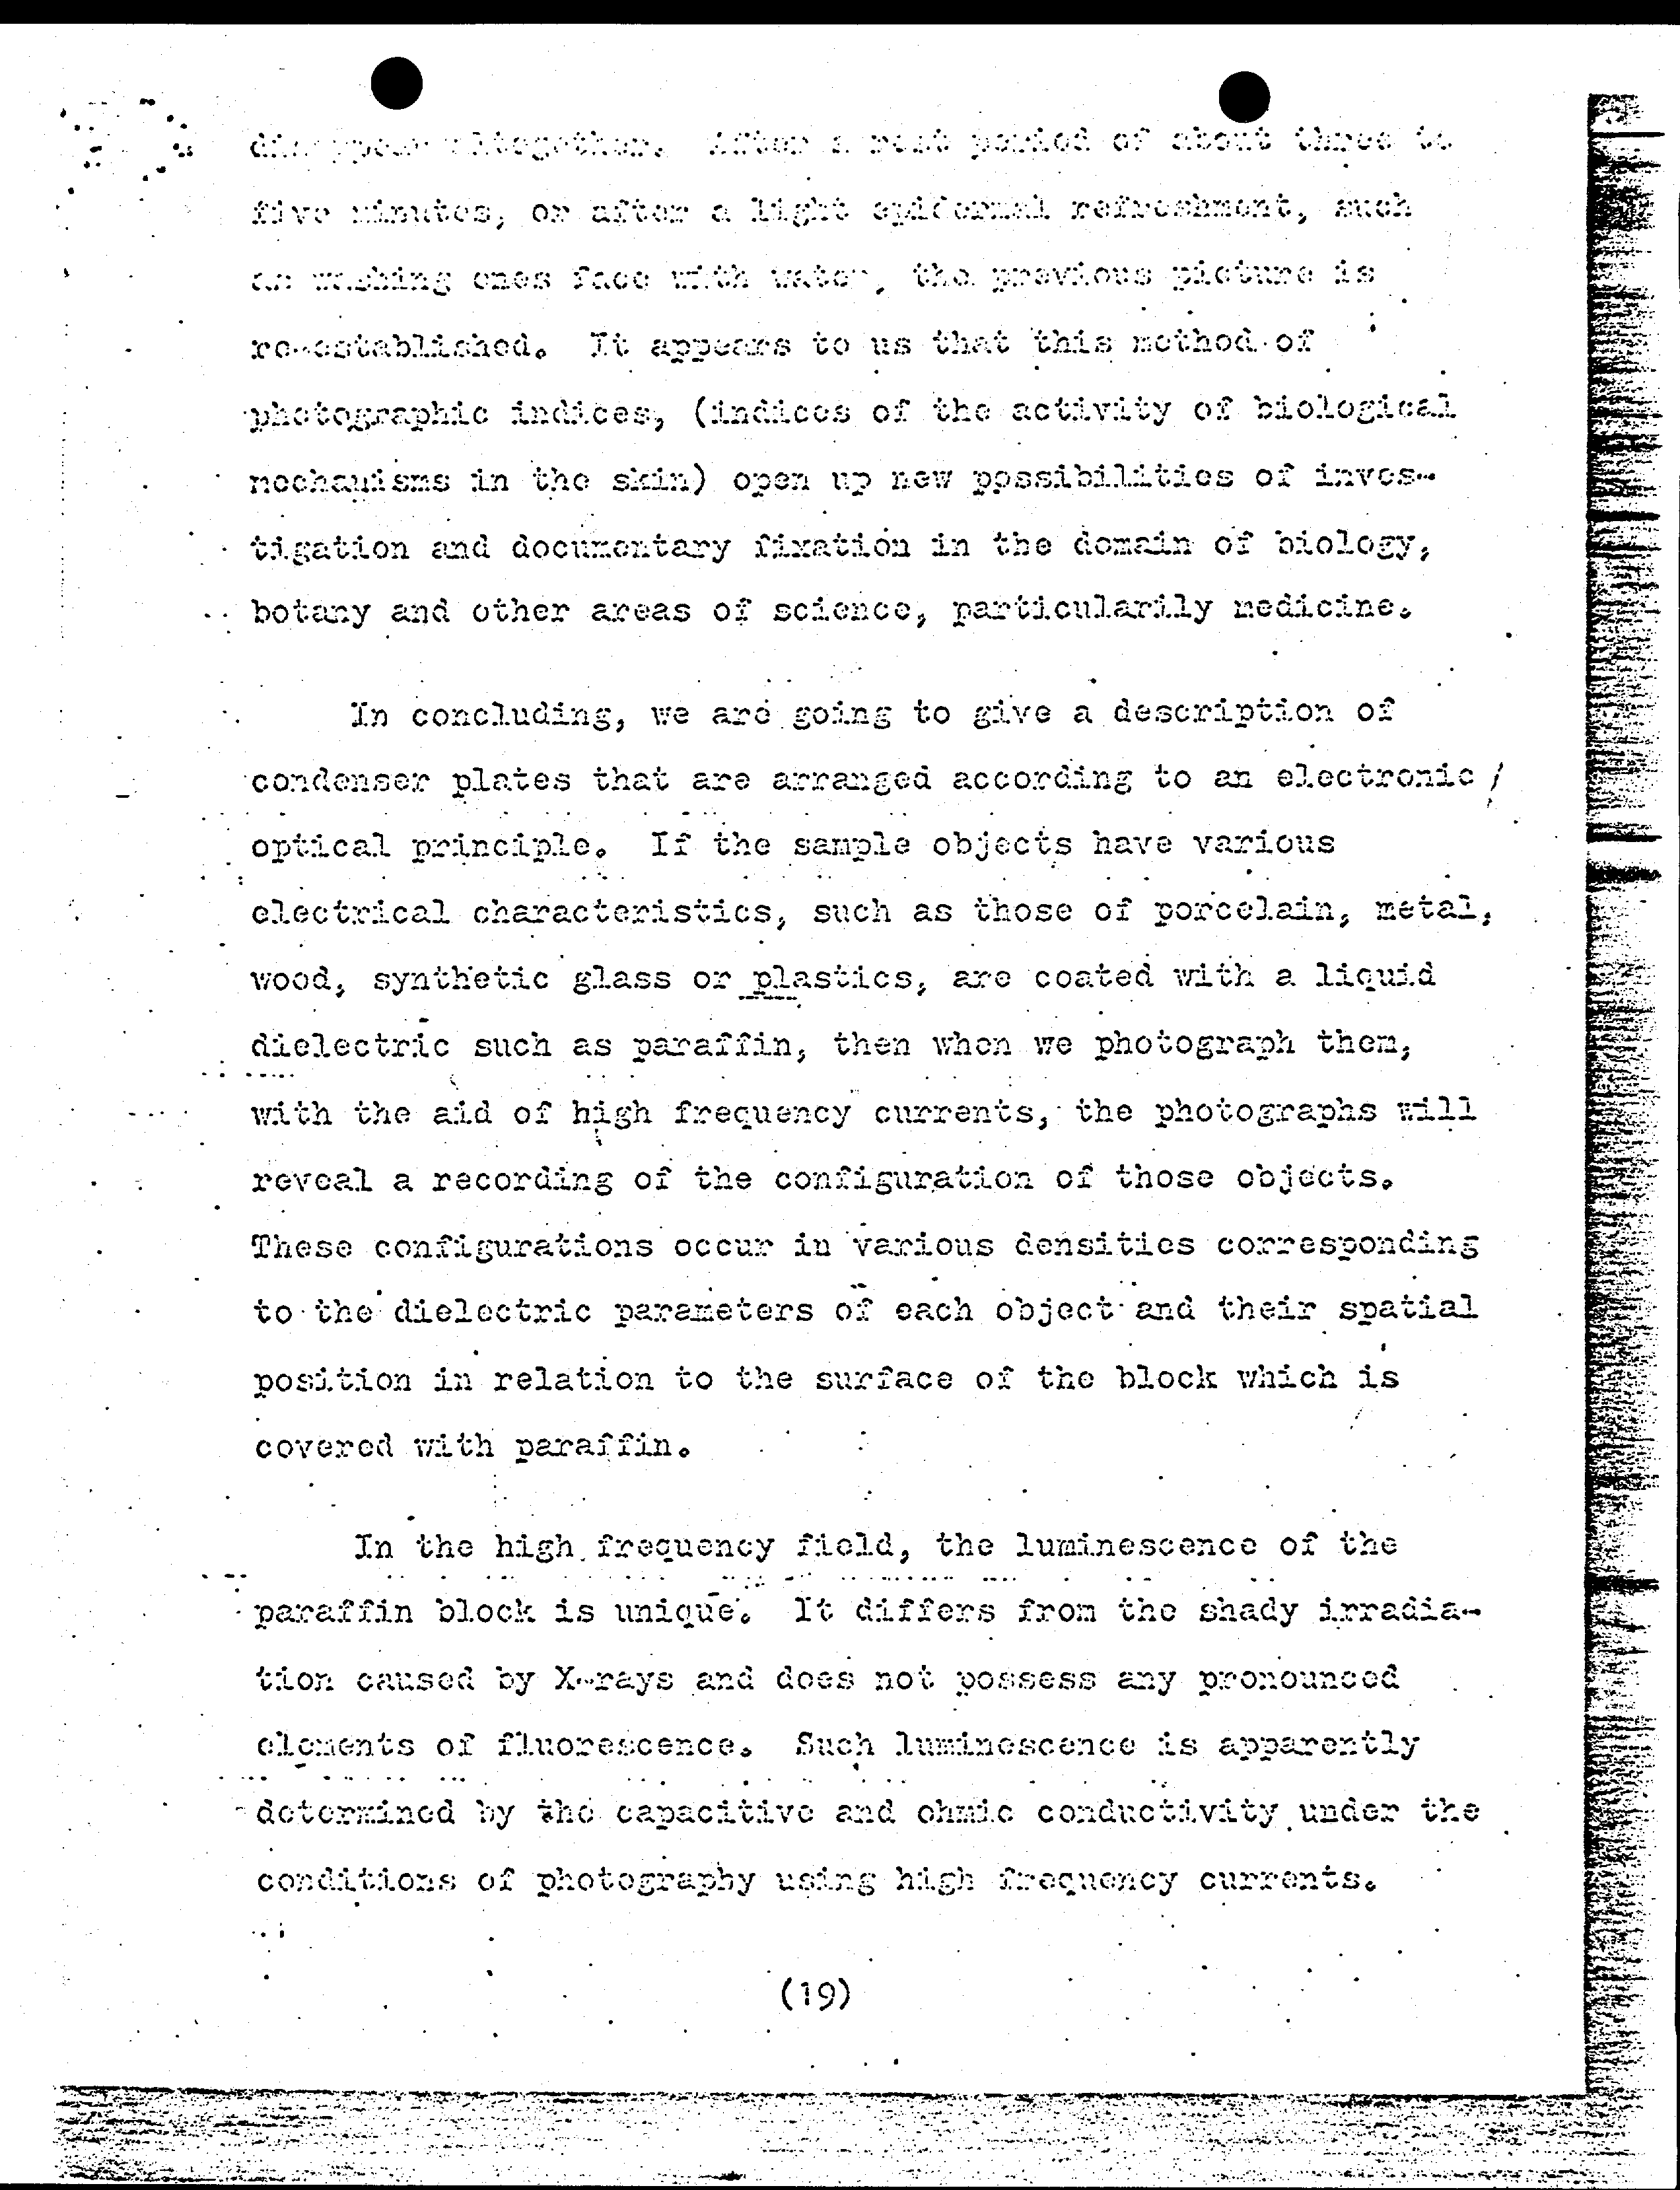 disappear altogether. After a rest period of about three to
five minutes, or after a light epidermal refreshment, such
as washing ones face with water, the previous picture is
re-established. It appears to us that this method of
photographic indices, (indices of the activity of biological
mechanisms in the skin) open up new possibilities of inves-
tigation and documentary fixation in the domain of biology,
botany and other areas of science, particularily medicine.
In concluding, we are going to give a description of
condenser plates that are arranged according to an electronic /
optical principle. If the sample objects have various
electrical characteristics, such as those of porcelain, metal,
wood, synthetic glass or plastics, are coated with a liquid
dielectric such as paraffin, then when we photograph them,
with the aid of high frequency currents, the photographs will
reveal a recording of the configuration of those objects.
These configurations occur in various densities corresponding
to the dielectric parameters of each object and their spatial
position in relation to the surface of the block which is
covered with paraffin.
In the high frequency field, the luminescence of the
paraffin block is unique. It differs from the shady irradia-
tion caused by X-rays and does not possess any pronounced
elements of fluorescence. Such luminescence is apparently
determined by the capacitive and ohmic conductivity under the
conditions of photography using high frequency currents.
(19)